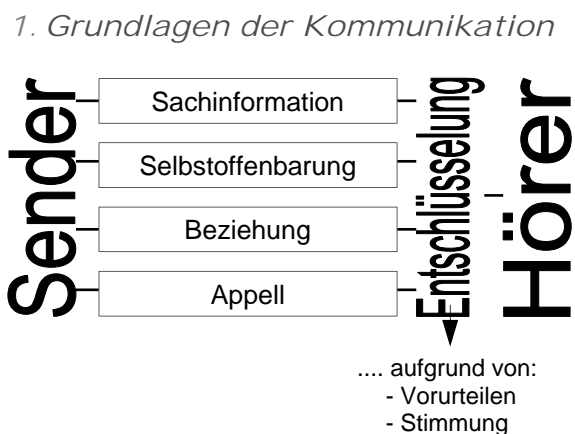 1. Grundlagen der Kommunikation
Sender
Sachinformation
Selbstoffenbarung
Beziehung
Appell
Entschlüsselung
Hörer
.... aufgrund von:
- Vorurteilen
- Stimmung